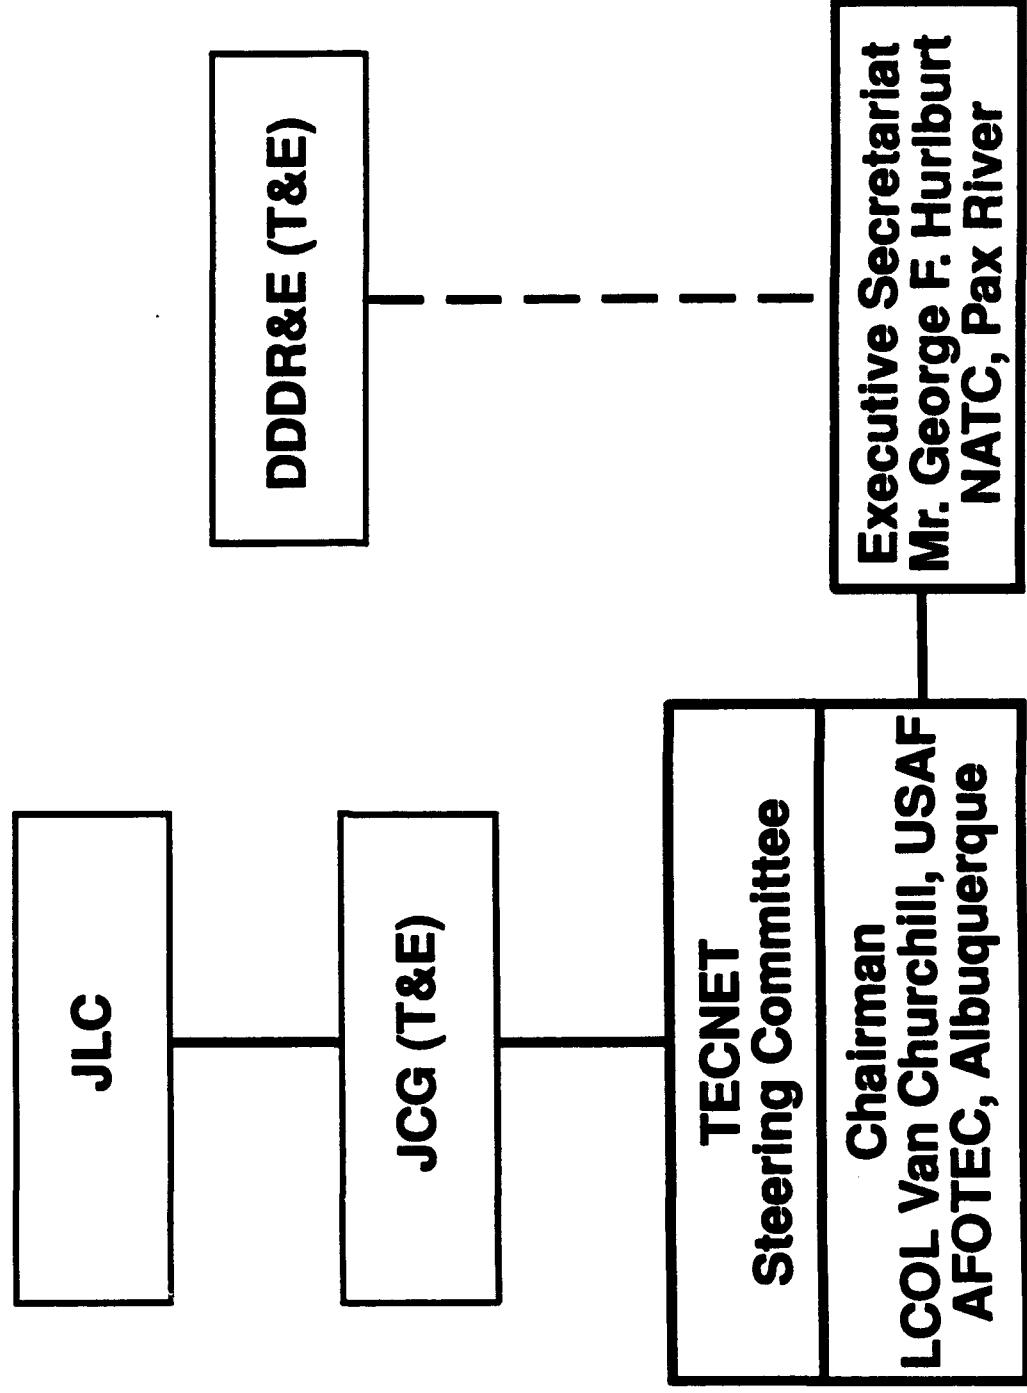 JLC
JCG (T&E)
TECNET
Steering Committee
Chairman
LCOL Van Churchill, USAF
AFOTEC, Albuquerque
DDDR&E (T&E)
Executive Secretariat
Mr. George F. Hurlburt
NATC, Pax River